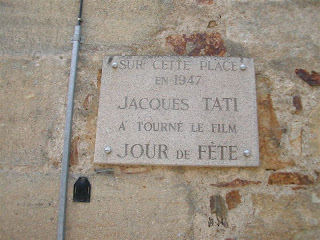 SUR CETTE PLACE
EN 1947
JACQUES TATI
A TOURNÉ LE FILM
JOUR DE FÊTE